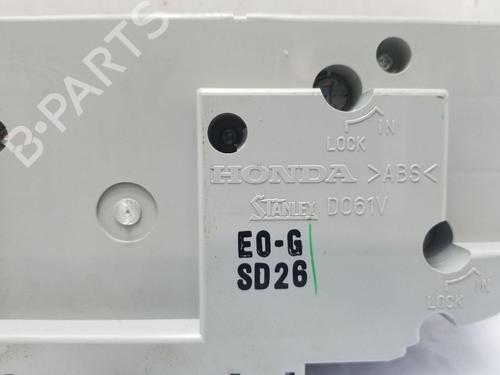 B-PARTS
LOCK IN
HONDA >ABS<
STANLEY D061V
E0-G
SD26
LOCK IN